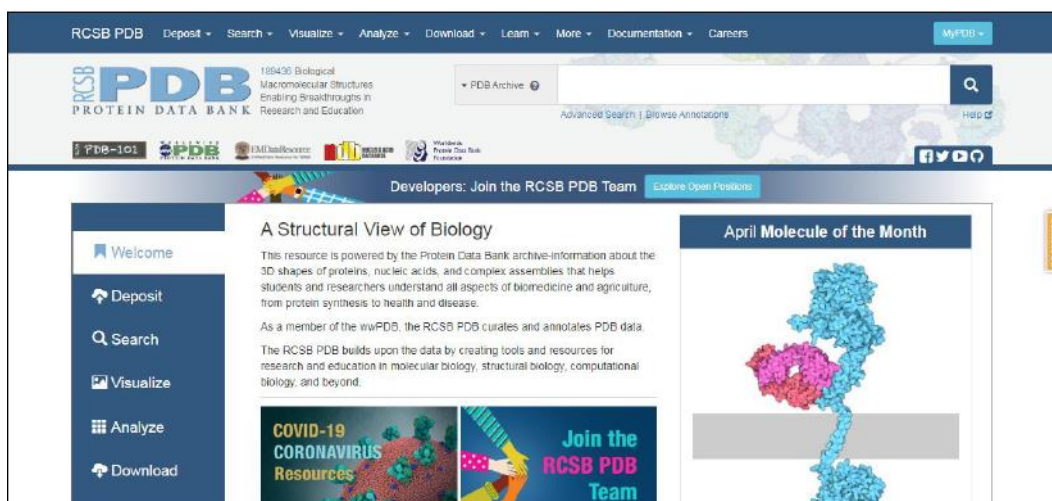 RCSB PDB Deposit Search Visualize Analyze Download Learn More Documentation Careers MyPDB
RCSB
PDB
PROTEIN DATA BANK
189436 Biological
Macromolecular Structures
Enabling Breakthroughs in
Research and Education
PDB Archive
Advanced Search | Browse Annotations
Help
PDB-101
PDB
EMDataResource
Worldwide
Protein Data Bank
Foundation
Developers: Join the RCSB PDB Team Explore Open Positions
Welcome
Deposit
Search
Visualize
Analyze
Download
A Structural View of Biology
This resource is powered by the Protein Data Bank archive-information about the
3D shapes of proteins, nucleic acids, and complex assemblies that helps
students and researchers understand all aspects of biomedicine and agriculture,
from protein synthesis to health and disease.
As a member of the wwPDB, the RCSB PDB curates and annotates PDB data.
The RCSB PDB builds upon the data by creating tools and resources for
research and education in molecular biology, structural biology, computational
biology, and beyond.
COVID-19
CORONAVIRUS
Resources
Join the
RCSB PDB
Team
April Molecule of the Month